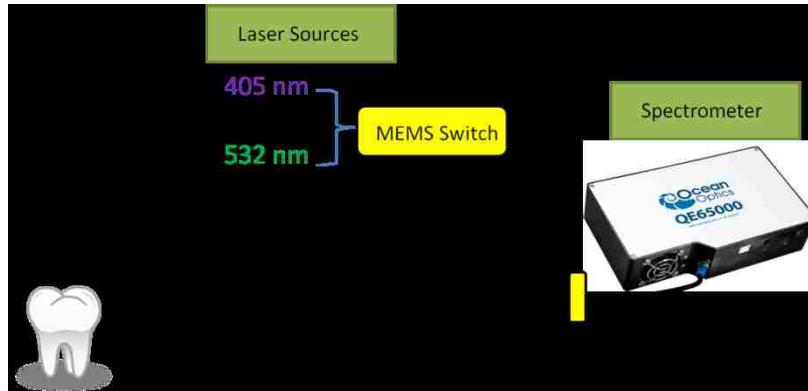 Laser Sources
405 nm
532 nm
MEMS Switch
Spectrometer
Ocean
Optics
QE65000